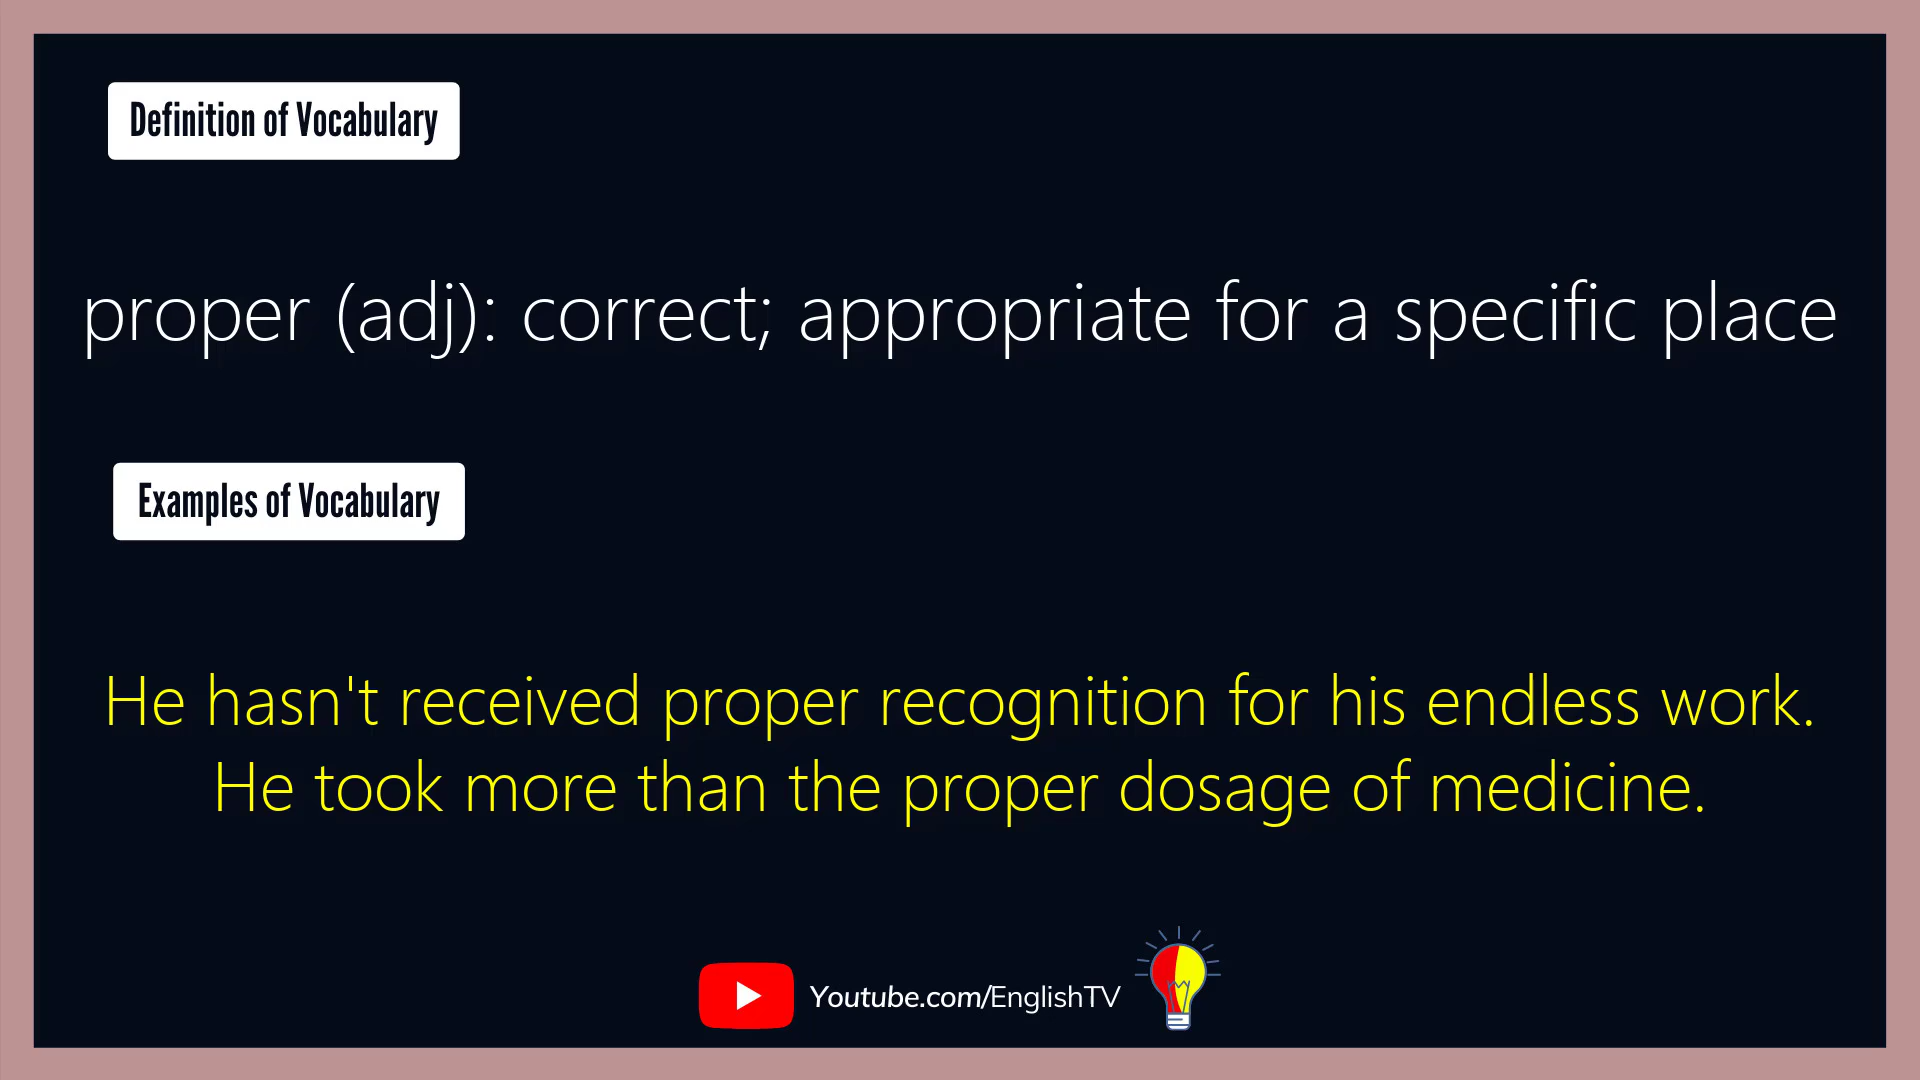 Definition of Vocabulary
proper (adj): correct; appropriate for a specific place
Examples of Vocabulary
He hasn't received proper recognition for his endless work.
He took more than the proper dosage of medicine.
Youtube.com/EnglishTV